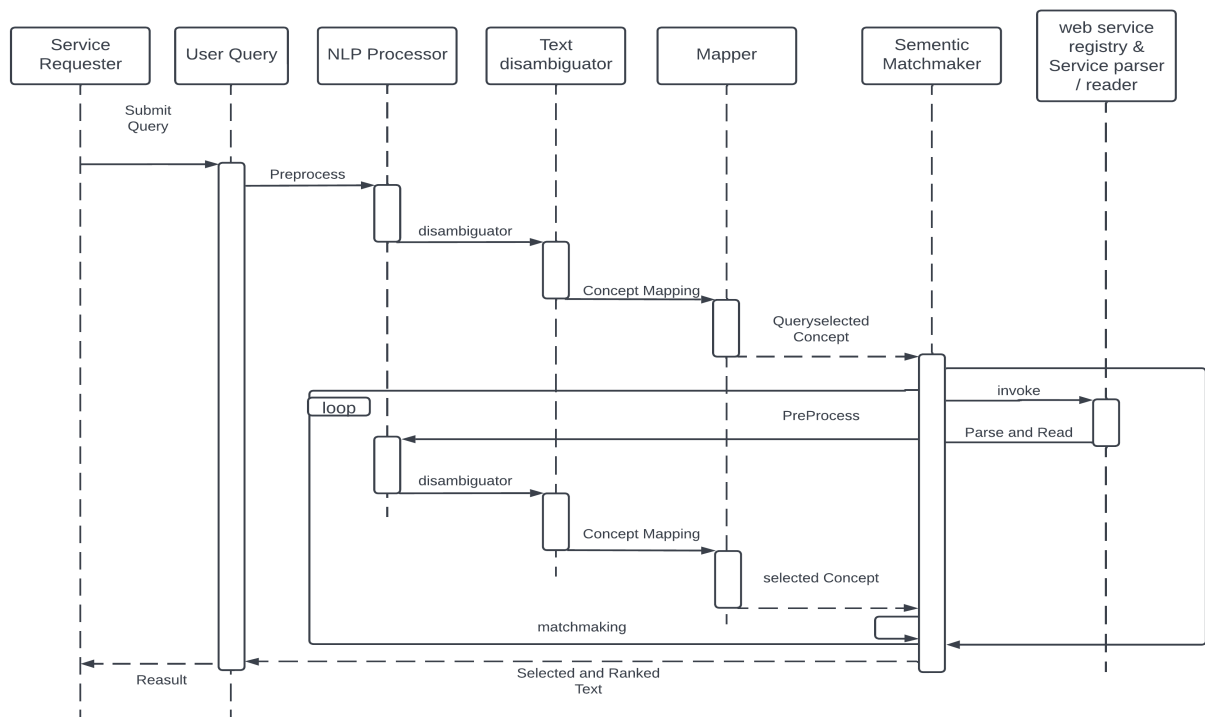 Service
Requester
User Query
NLP Processor
Text
disambiguator
Mapper
Sementic
Matchmaker
web service
registry &
Service parser
/ reader
Submit
Query
Preprocess
disambiguator
Concept Mapping
Queryselected
Concept
invoke
loop
PreProcess
Parse and Read
disambiguator
Concept Mapping
selected Concept
matchmaking
Selected and Ranked
Text
Reasult